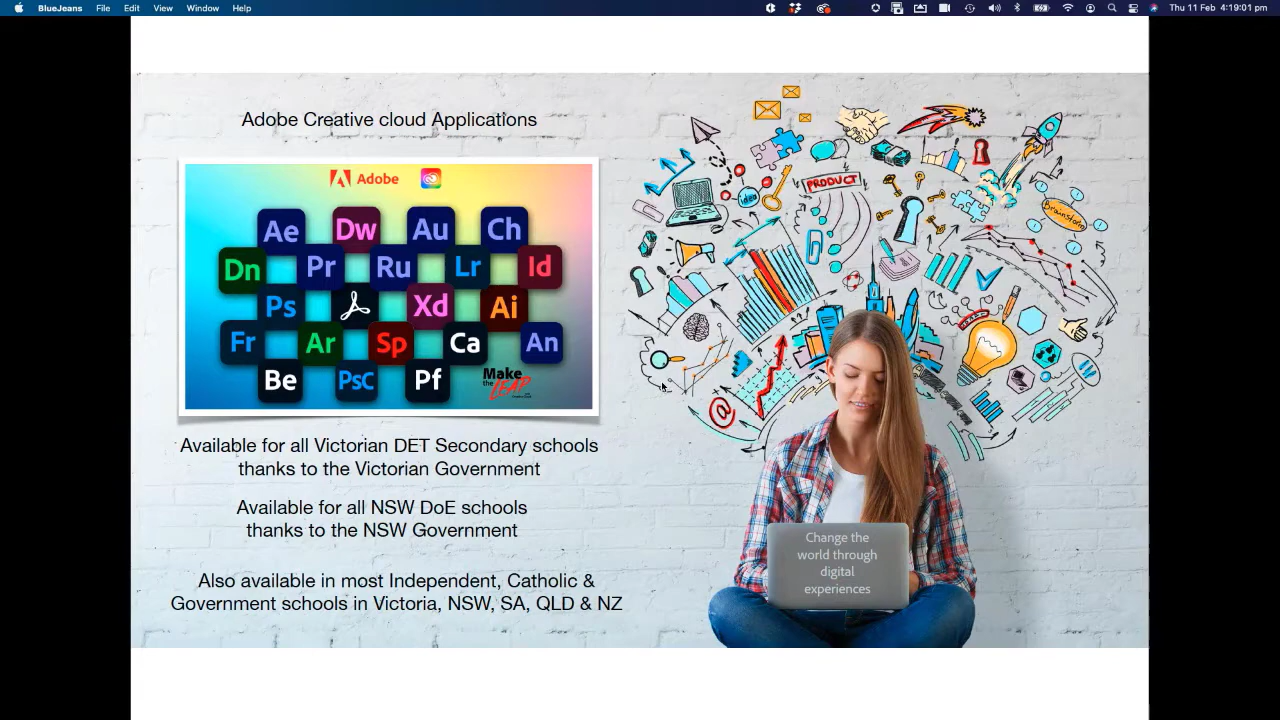 BlueJeans File Edit View Window Help
Thu 11 Feb 4:19:01 pm
Adobe Creative cloud Applications
Adobe
Ae Dw Au Ch
Dn Pr Ru Lr Id
Ps Xd Ai
Fr Ar Sp Ca An
Be PsC Pf
Make
the LEAP
Available for all Victorian DET Secondary schools
thanks to the Victorian Government
Available for all NSW DoE schools
thanks to the NSW Government
Also available in most Independent, Catholic &
Government schools in Victoria, NSW, SA, QLD & NZ
idea
PRODUCT
Brainstorm
@
Change the
world through
digital
experiences